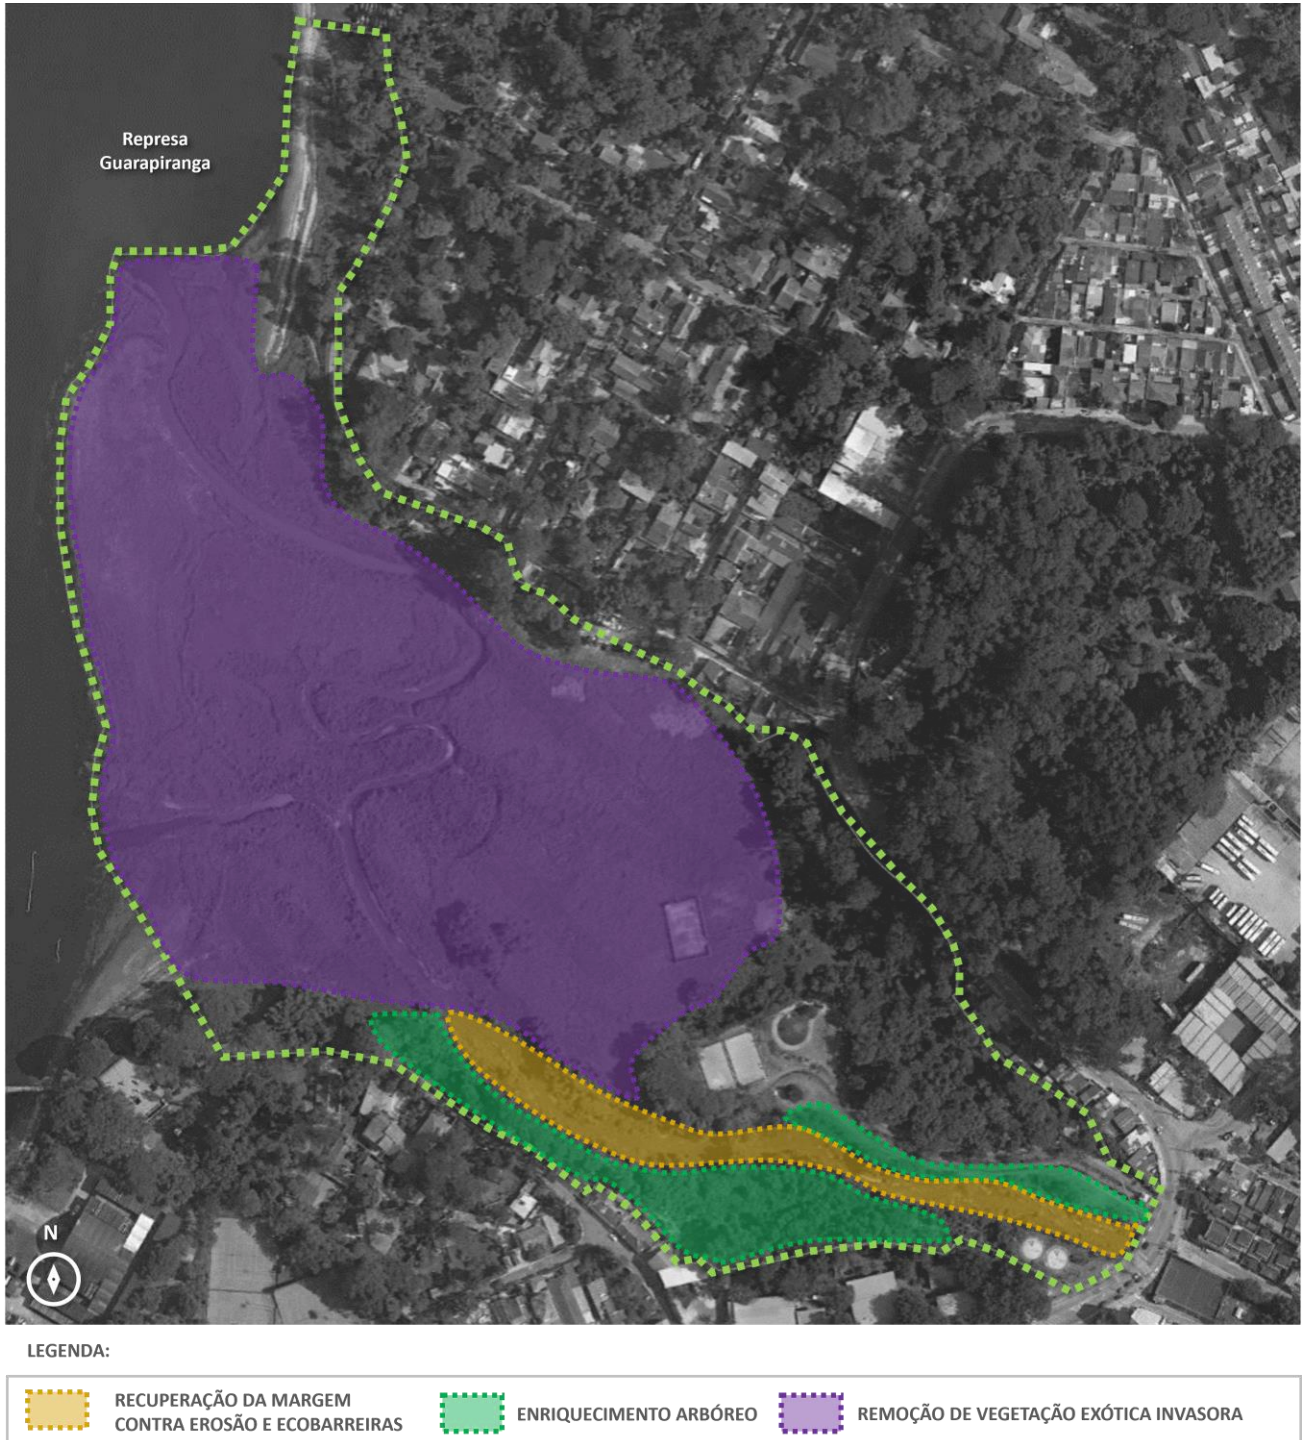 Represa
Guarapiranga
N
LEGENDA:
RECUPERAÇÃO DA MARGEM
CONTRA EROSÃO E ECOBARREIRAS
ENRIQUECIMENTO ARBÓREO
REMOÇÃO DE VEGETAÇÃO EXÓTICA INVASORA